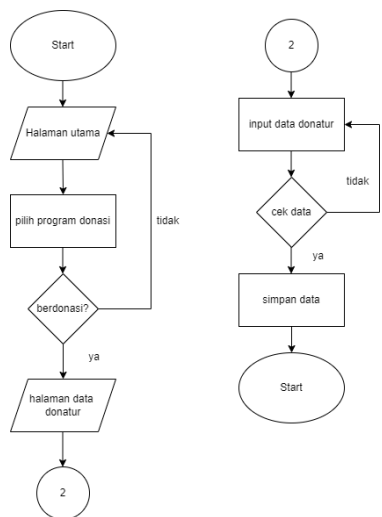 Start
Halaman utama
pilih program donasi
tidak
berdonasi?
ya
halaman data
donatur
2
2
input data donatur
tidak
cek data
ya
simpan data
Start